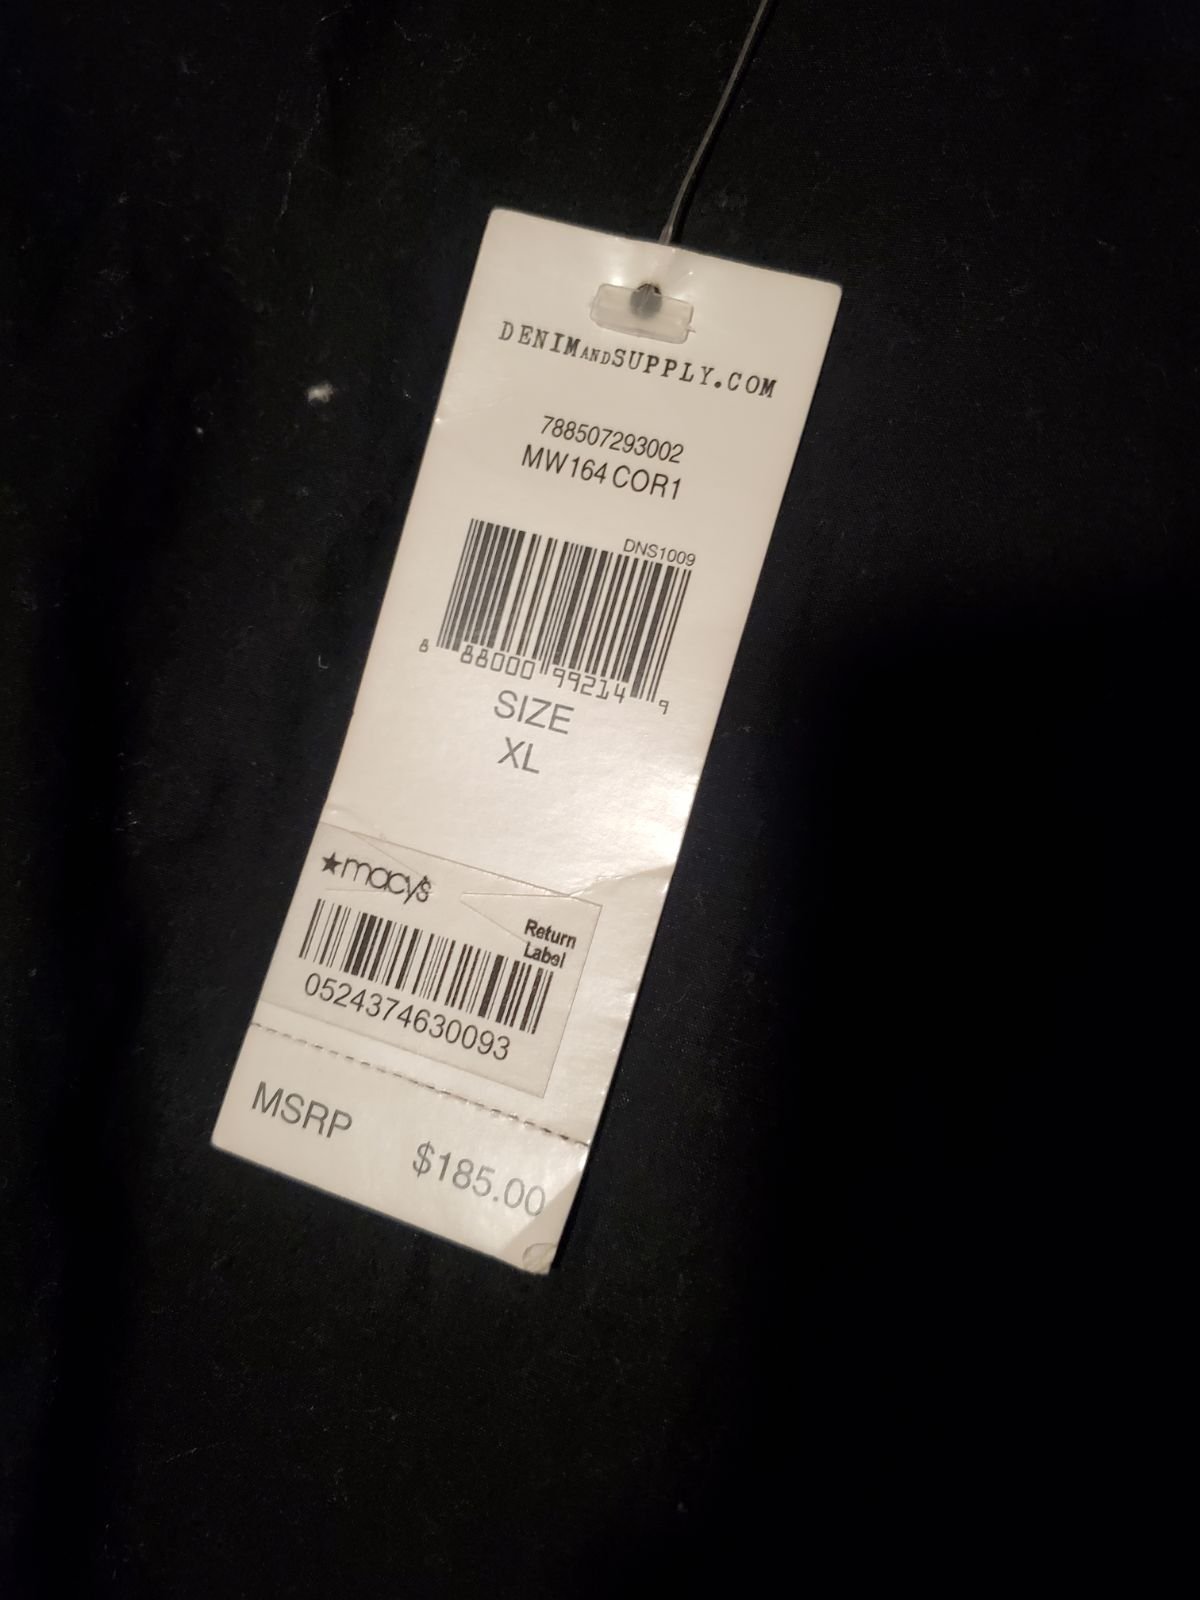 DENIMANDSUPPLY.COM
788507293002
MW164 COR1
DNS1009
8 88000 99214 9
SIZE
XL
★macy's
Return
Label
0524374630093
MSRP $185.00